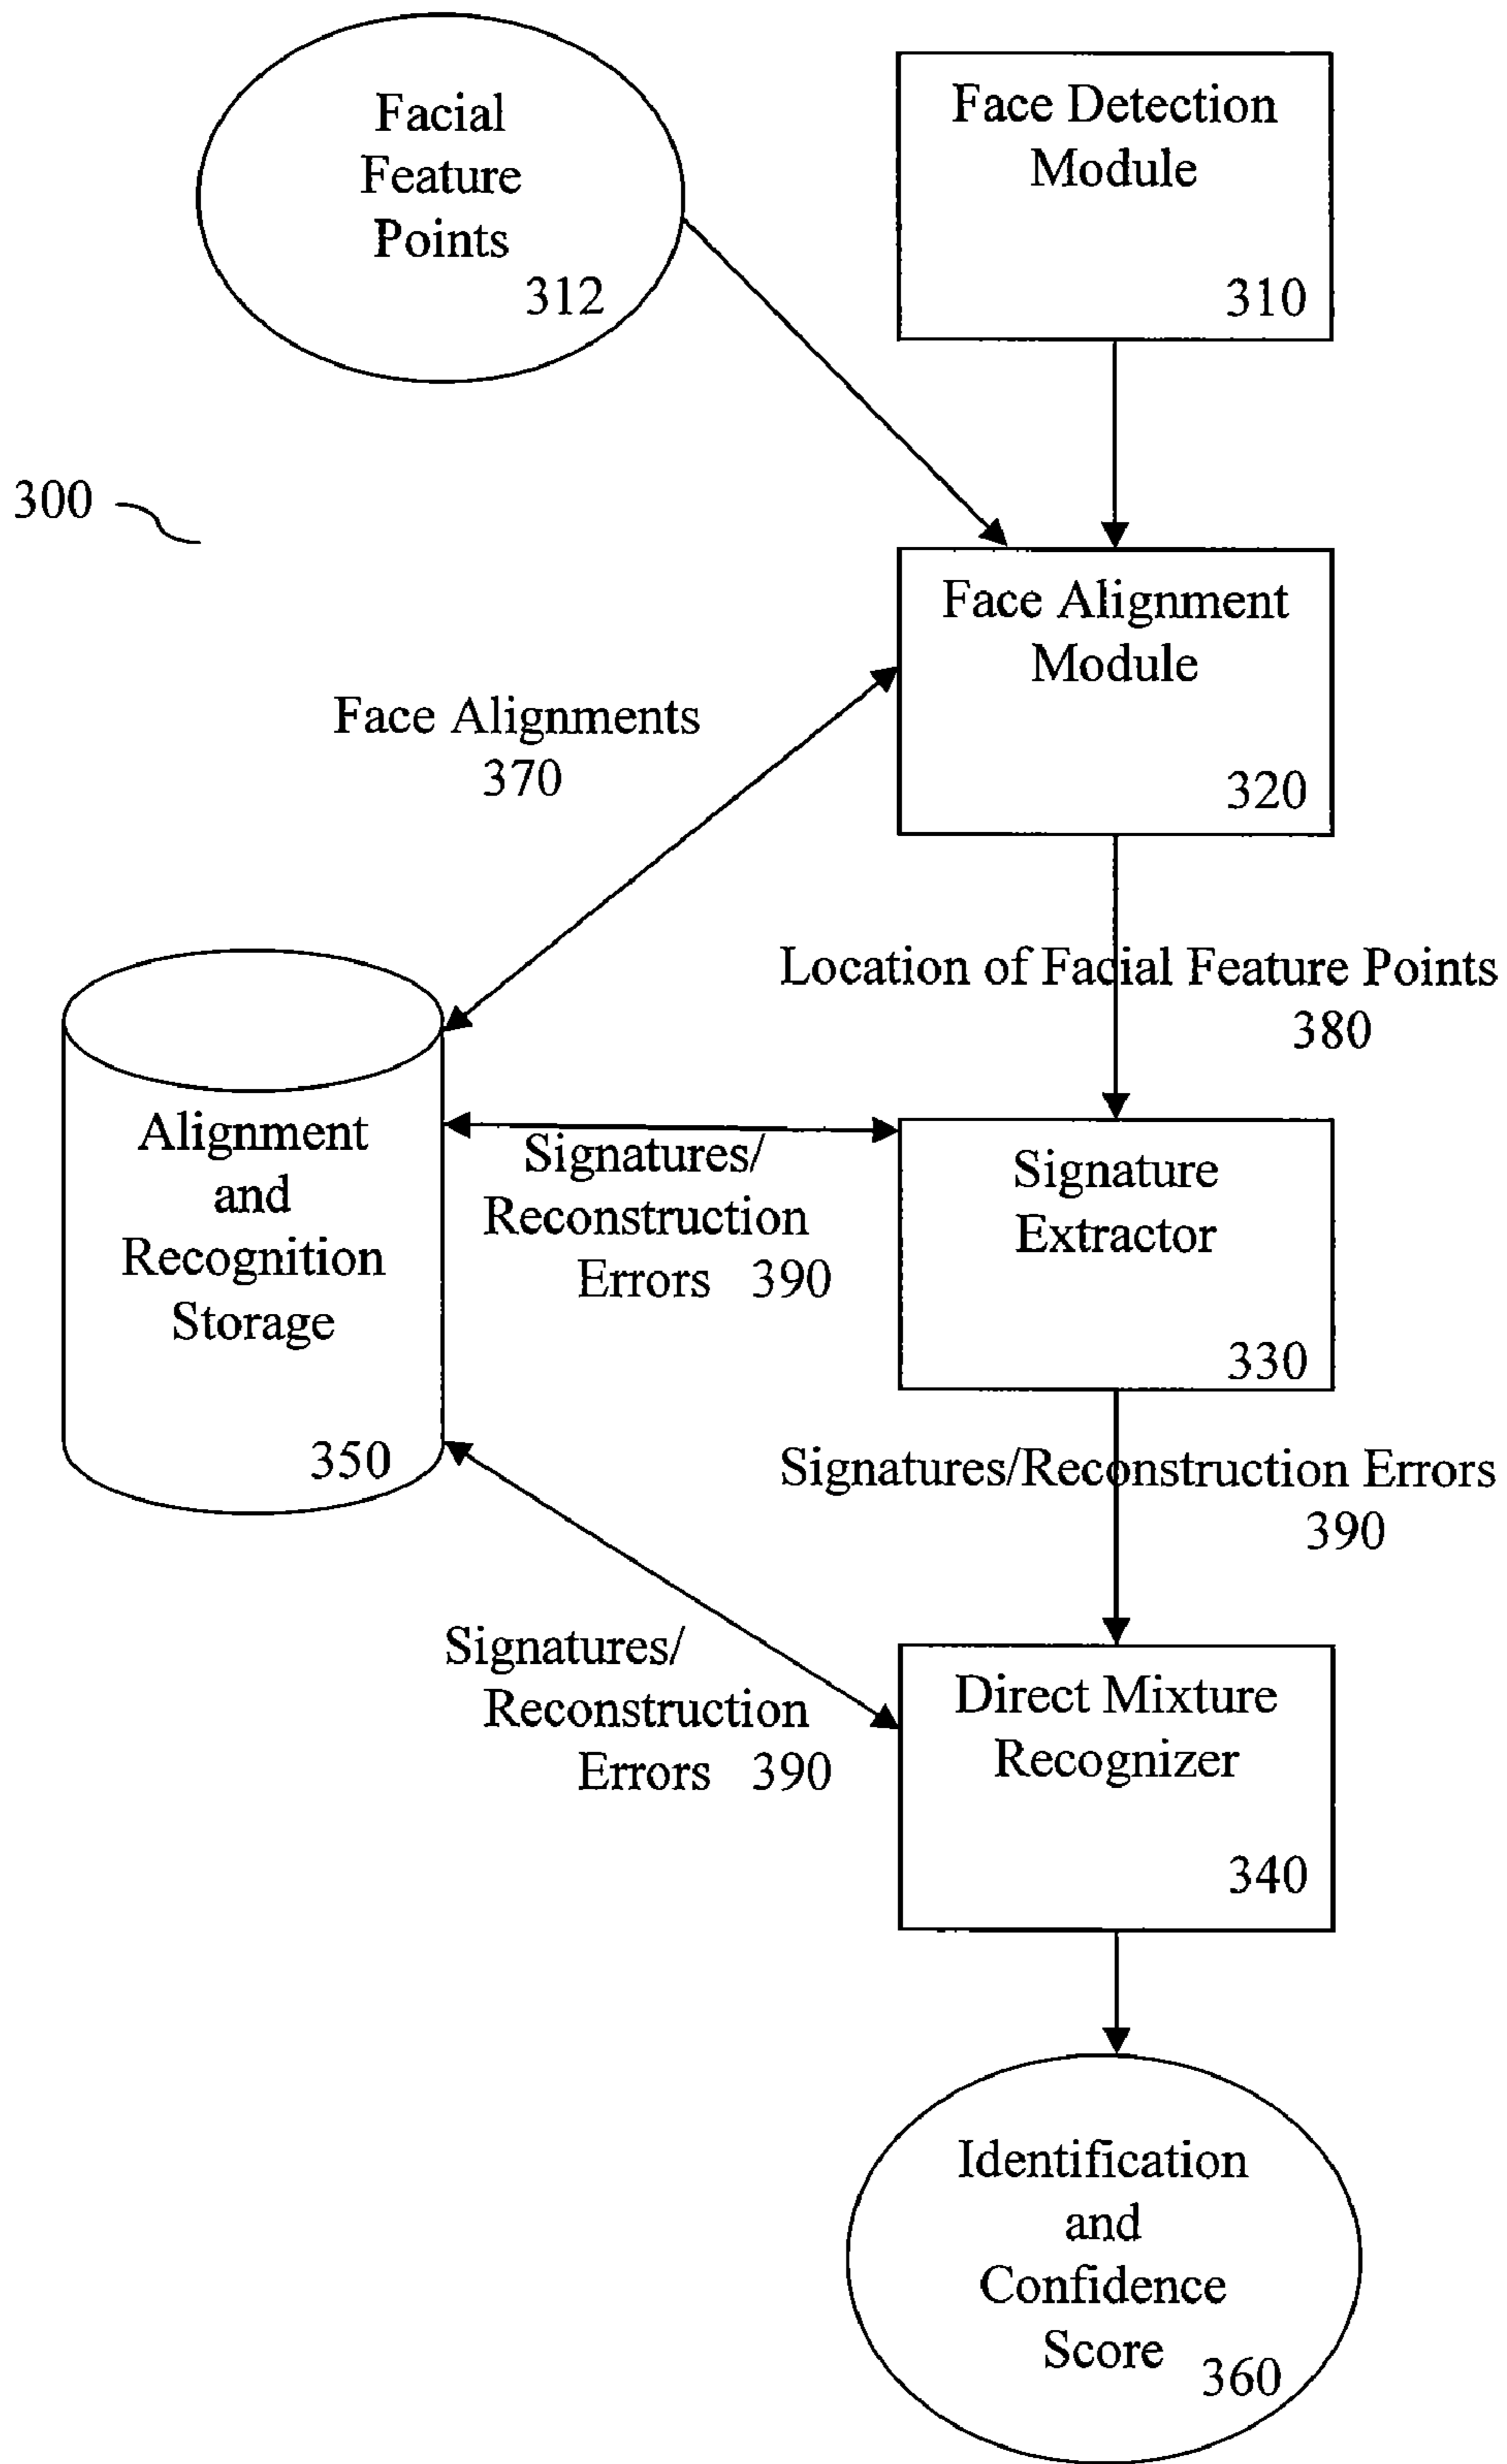 Facial
Feature
Points
312
Face Detection
Module
310
300
Face Alignment
Module
320
Face Alignments
370
Location of Facial Feature Points
380
Alignment
and
Recognition
Storage
350
Signatures/
Reconstruction
Errors 390
Signature
Extractor
330
Signatures/Reconstruction Errors
390
Signatures/
Reconstruction
Errors 390
Direct Mixture
Recognizer
340
Identification
and
Confidence
Score
360